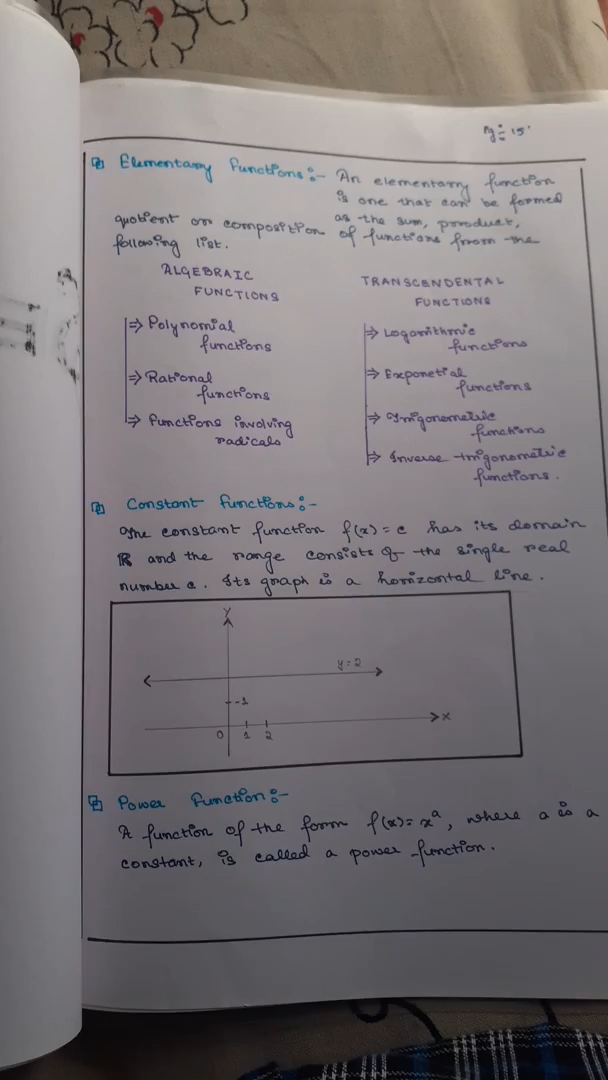 Pg:- 15
Elementary Functions:- An elementary function
is one that can be formed
as the sum, product,
quotient or composition of functions from the
following list.
ALGEBRAIC
FUNCTIONS
⇒ Polynomial
functions
⇒ Rational
functions
⇒ Functions involving
radicals
TRANSCENDENTAL
FUNCTIONS
⇒ Logarithmic
functions
⇒ Exponetial
functions
⇒ Trigonometric
functions
⇒ Inverse trigonometric
functions.
Constant Functions:-
The constant function f(x) = c has its domain
R and the range consists of the single real
number c. Its graph is a horizontal line.
Y
y = 2
1
X
0 1 2
Power Function:-
A function of the form f(x) = xᵃ, where a is a
constant, is called a power function.